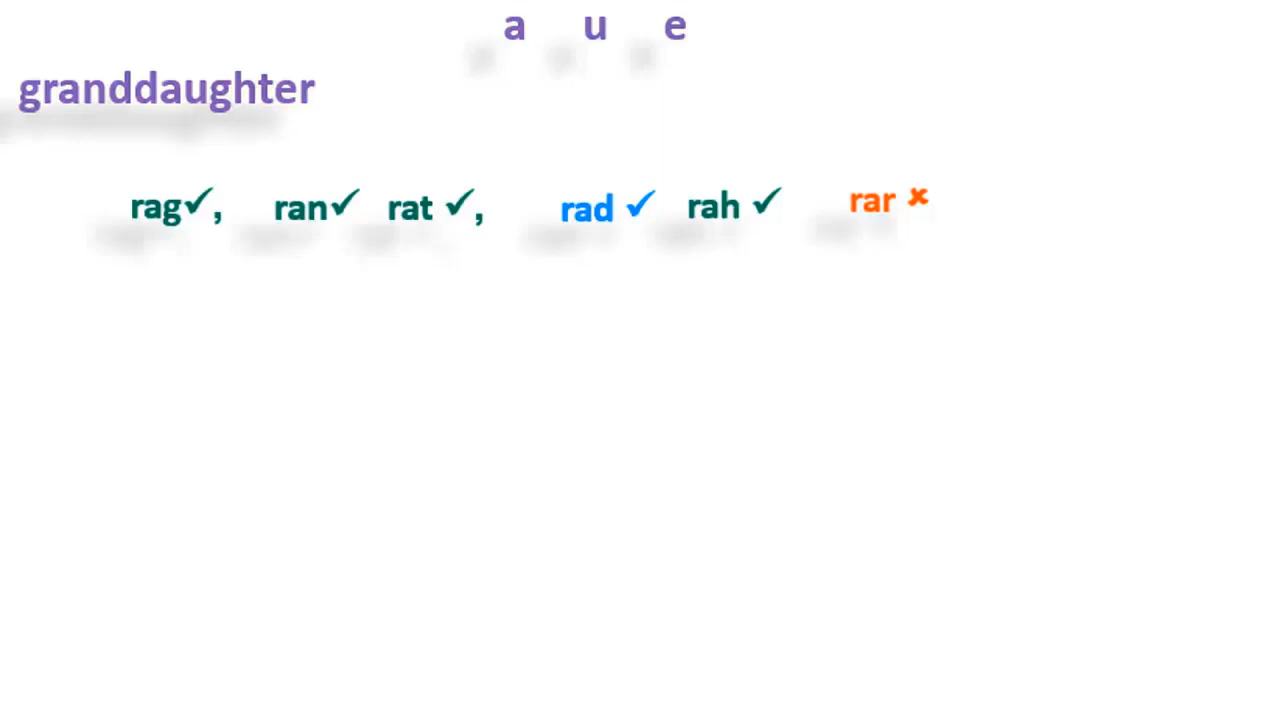 a u e
granddaughter
rag✓, ran✓ rat ✓, rad ✓ rah ✓ rar ✘